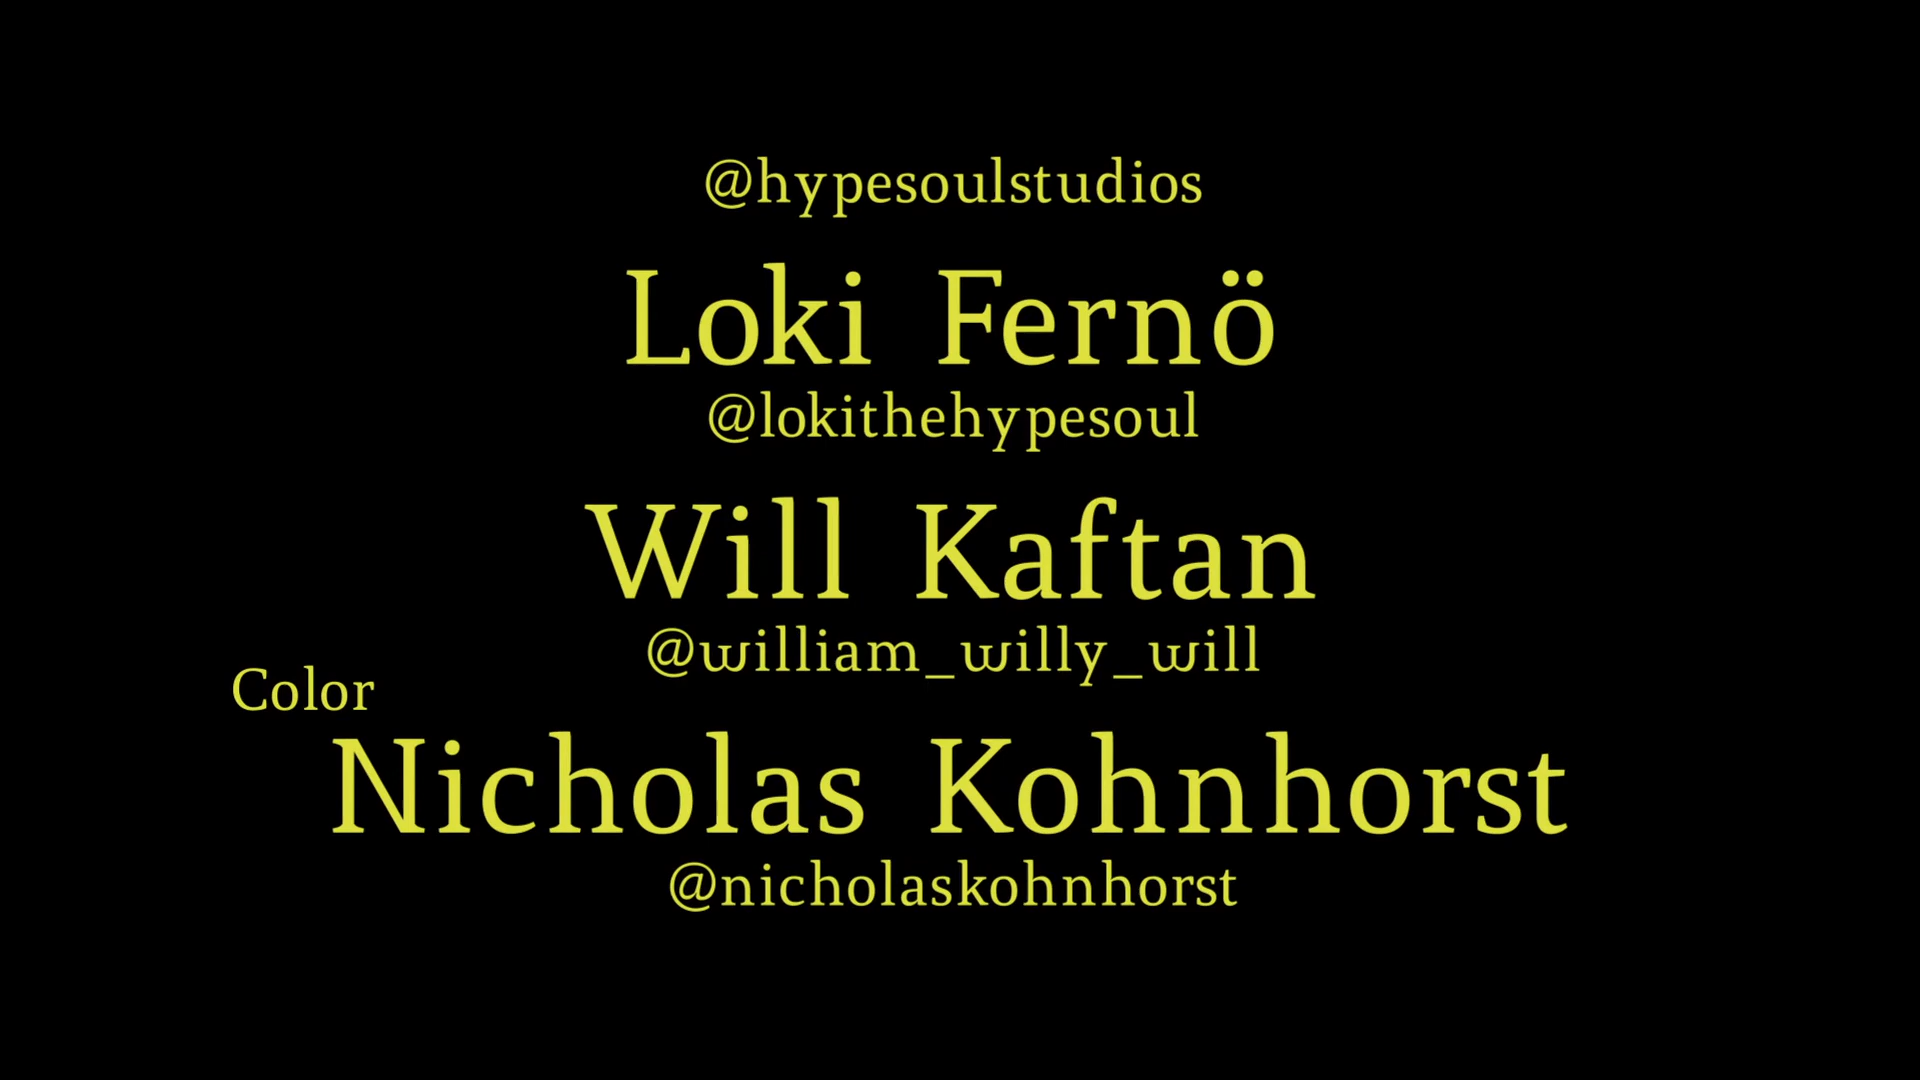 @hypesoulstudios
Loki Fernö
@lokithehypesoul
Will Kaftan
@william_willy_will
Color
Nicholas Kohnhorst
@nicholaskohnhorst